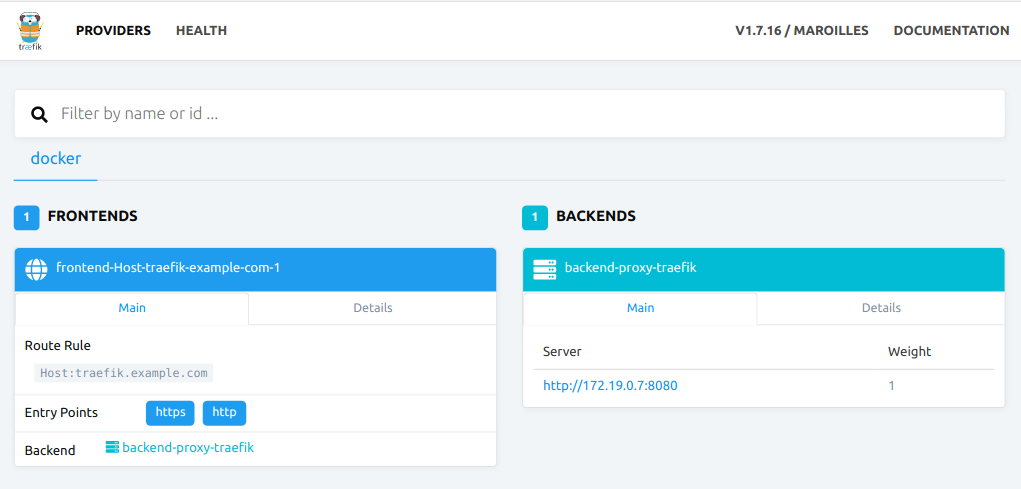 træfik
PROVIDERS HEALTH V1.7.16 / MAROILLES DOCUMENTATION
Filter by name or id ...
docker
1 FRONTENDS
frontend-Host-traefik-example-com-1
Main Details
Route Rule
Host:traefik.example.com
Entry Points https http
Backend backend-proxy-traefik
1 BACKENDS
backend-proxy-traefik
Main Details
Server Weight
http://172.19.0.7:8080 1